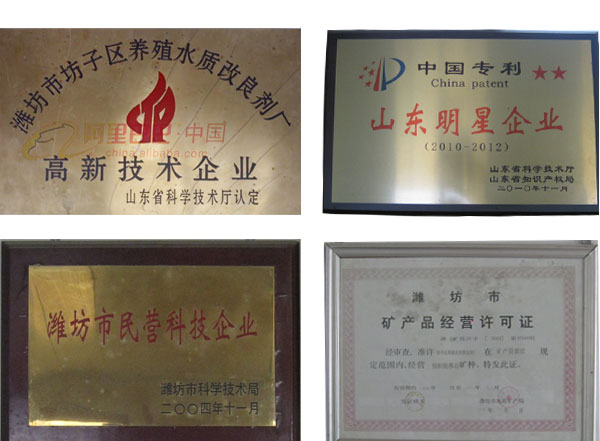 潍坊市坊子区养殖水质改良剂厂
阿里巴巴·中国
china.alibaba.com
高新技术企业
山东省科学技术厅认定
中国专利
China patent
山东明星企业
(2010-2012)
山东省科学技术厅
山东省知识产权局
二〇一〇年十一月
潍坊市民营科技企业
潍坊市科学技术局
二〇〇四年十一月
潍坊市
矿产品经营许可证
经审查,准许 在 规
定范围内,经营 矿种,特发此证。